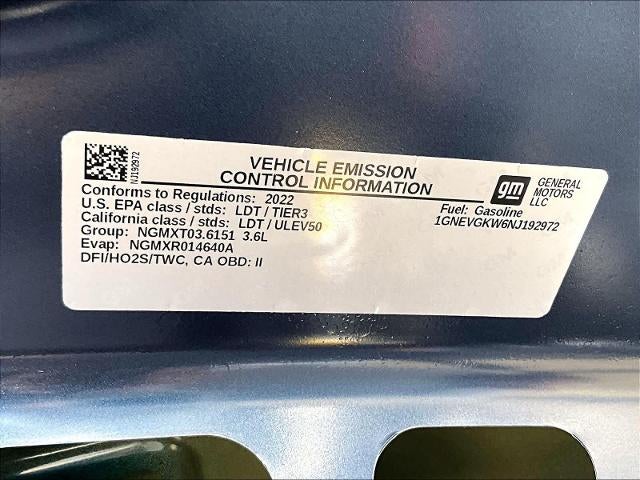 NJ192972
VEHICLE EMISSION
CONTROL INFORMATION
Conforms to Regulations: 2022
U.S. EPA class / stds: LDT / TIER3
California class / stds: LDT / ULEV50
Group: NGMXT03.6151 3.6L
Evap: NGMXR014640A
DFI/HO2S/TWC, CA OBD: II
gm
GENERAL
MOTORS
LLC
Fuel: Gasoline
1GNEVGKW6NJ192972